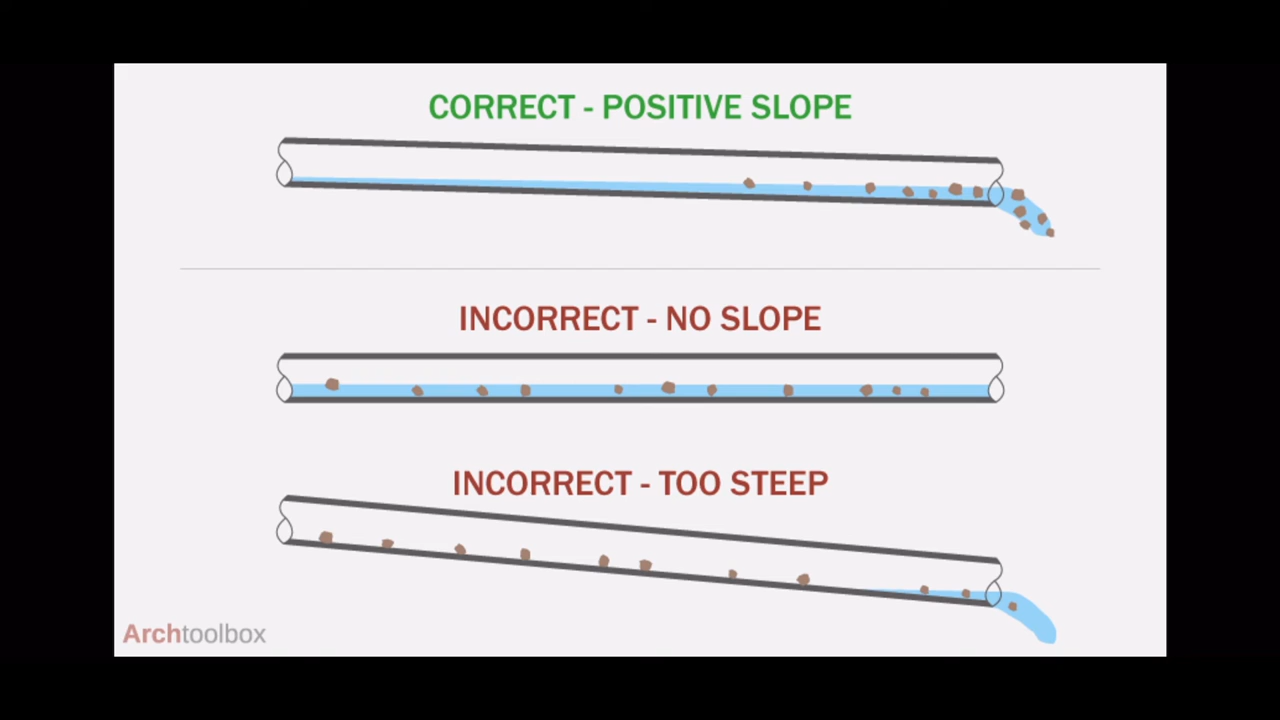 CORRECT - POSITIVE SLOPE
INCORRECT - NO SLOPE
INCORRECT - TOO STEEP
Archtoolbox